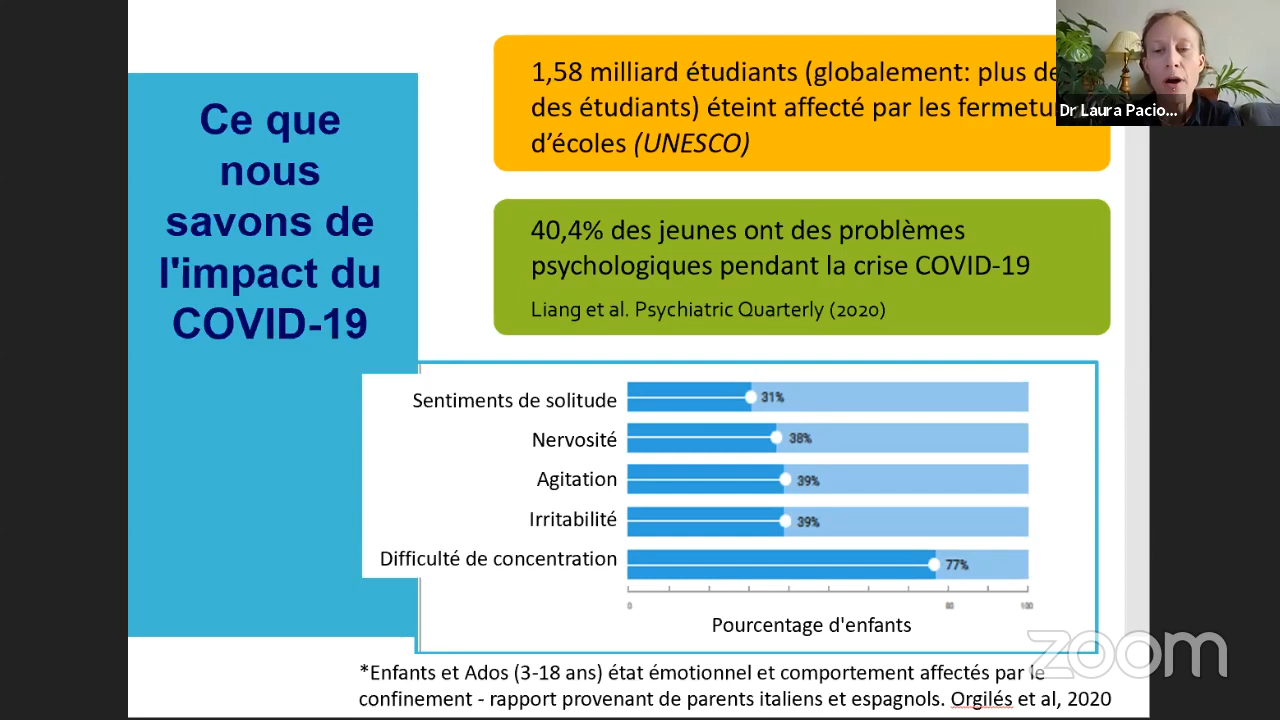 Ce que
nous
savons de
l'impact du
COVID-19
1,58 milliard étudiants (globalement: plus de
des étudiants) éteint affecté par les fermetu
d'écoles (UNESCO)
Dr Laura Pacio...
40,4% des jeunes ont des problèmes
psychologiques pendant la crise COVID-19
Liang et al. Psychiatric Quarterly (2020)
Sentiments de solitude 31%
Nervosité 38%
Agitation 39%
Irritabilité 39%
Difficulté de concentration 77%
0 80 100
Pourcentage d'enfants
zoom
*Enfants et Ados (3-18 ans) état émotionnel et comportement affectés par le
confinement - rapport provenant de parents italiens et espagnols. Orgilés et al, 2020